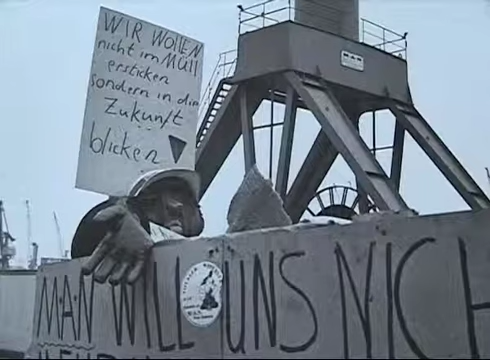 WIR WOLLEN
nicht im Müll
ersticken
sondern in die
Zukunft
blicken
M.A.N
MAN WILL UNS NICH